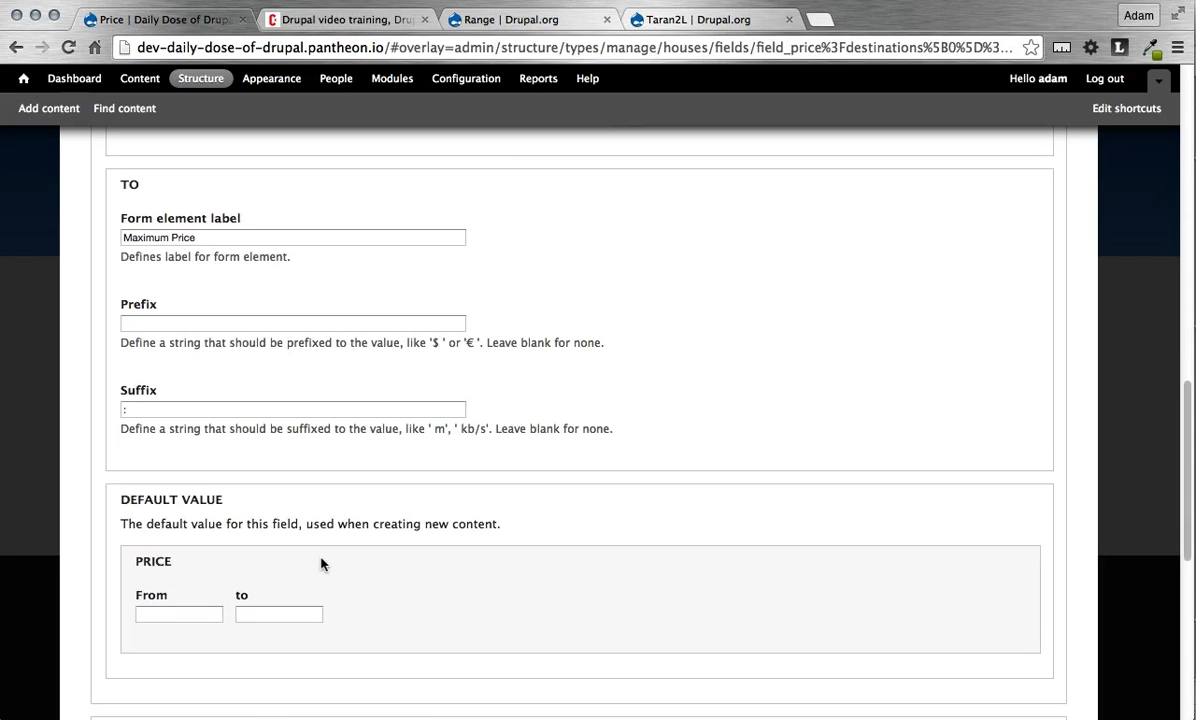 Price | Daily Dose of Drup
Drupal video training, Dru
Range | Drupal.org
Taran2L | Drupal.org
Adam
dev-daily-dose-of-drupal.pantheon.io/#overlay=admin/structure/types/manage/houses/fields/field_price%3Fdestinations%5B0%5D%3...
Dashboard Content Structure Appearance People Modules Configuration Reports Help Hello adam Log out
Add content Find content Edit shortcuts
TO
Form element label
Maximum Price
Defines label for form element.
Prefix
Define a string that should be prefixed to the value, like '$ ' or '€ '. Leave blank for none.
Suffix
:
Define a string that should be suffixed to the value, like ' m', ' kb/s'. Leave blank for none.
DEFAULT VALUE
The default value for this field, used when creating new content.
PRICE
From to